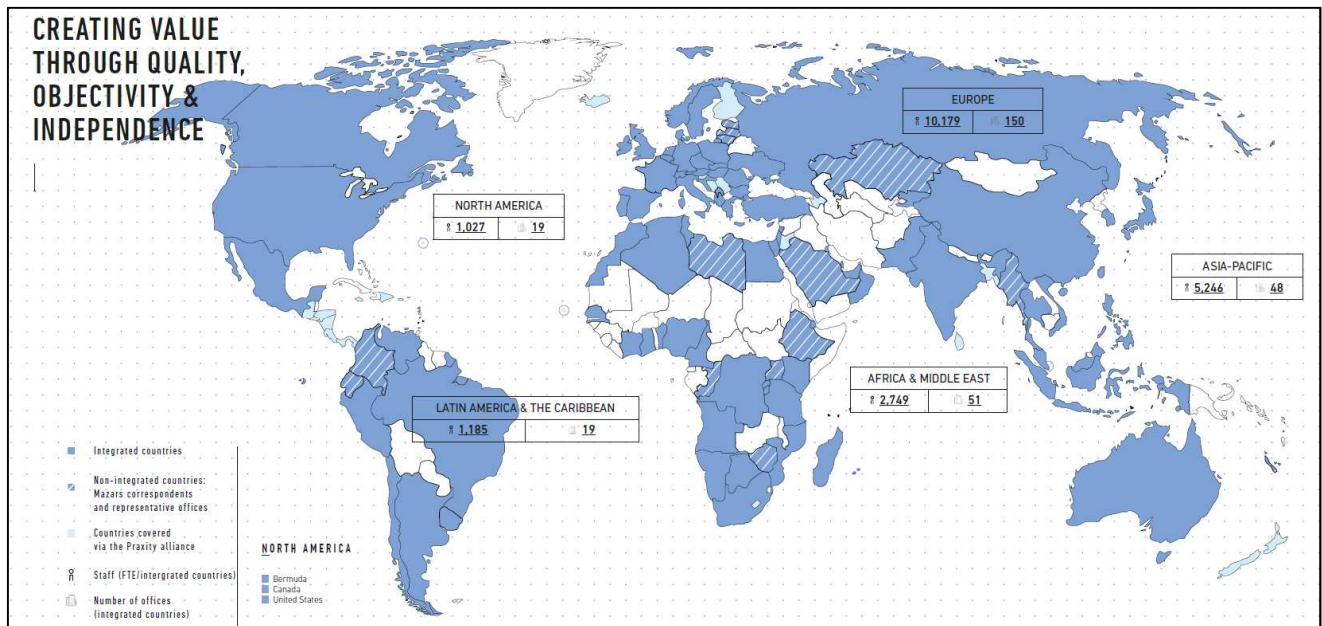 CREATING VALUE
THROUGH QUALITY,
OBJECTIVITY &
INDEPENDENCE
EUROPE
10,179 150
NORTH AMERICA
1,027 19
ASIA-PACIFIC
5,246 48
AFRICA & MIDDLE EAST
2,749 51
LATIN AMERICA & THE CARIBBEAN
1,185 19
Integrated countries
Non-integrated countries:
Mazars correspondents
and representative offices
Countries covered
via the Praxity alliance
Staff (FTE/intergrated countries)
Number of offices
(integrated countries)
NORTH AMERICA
Bermuda
Canada
United States